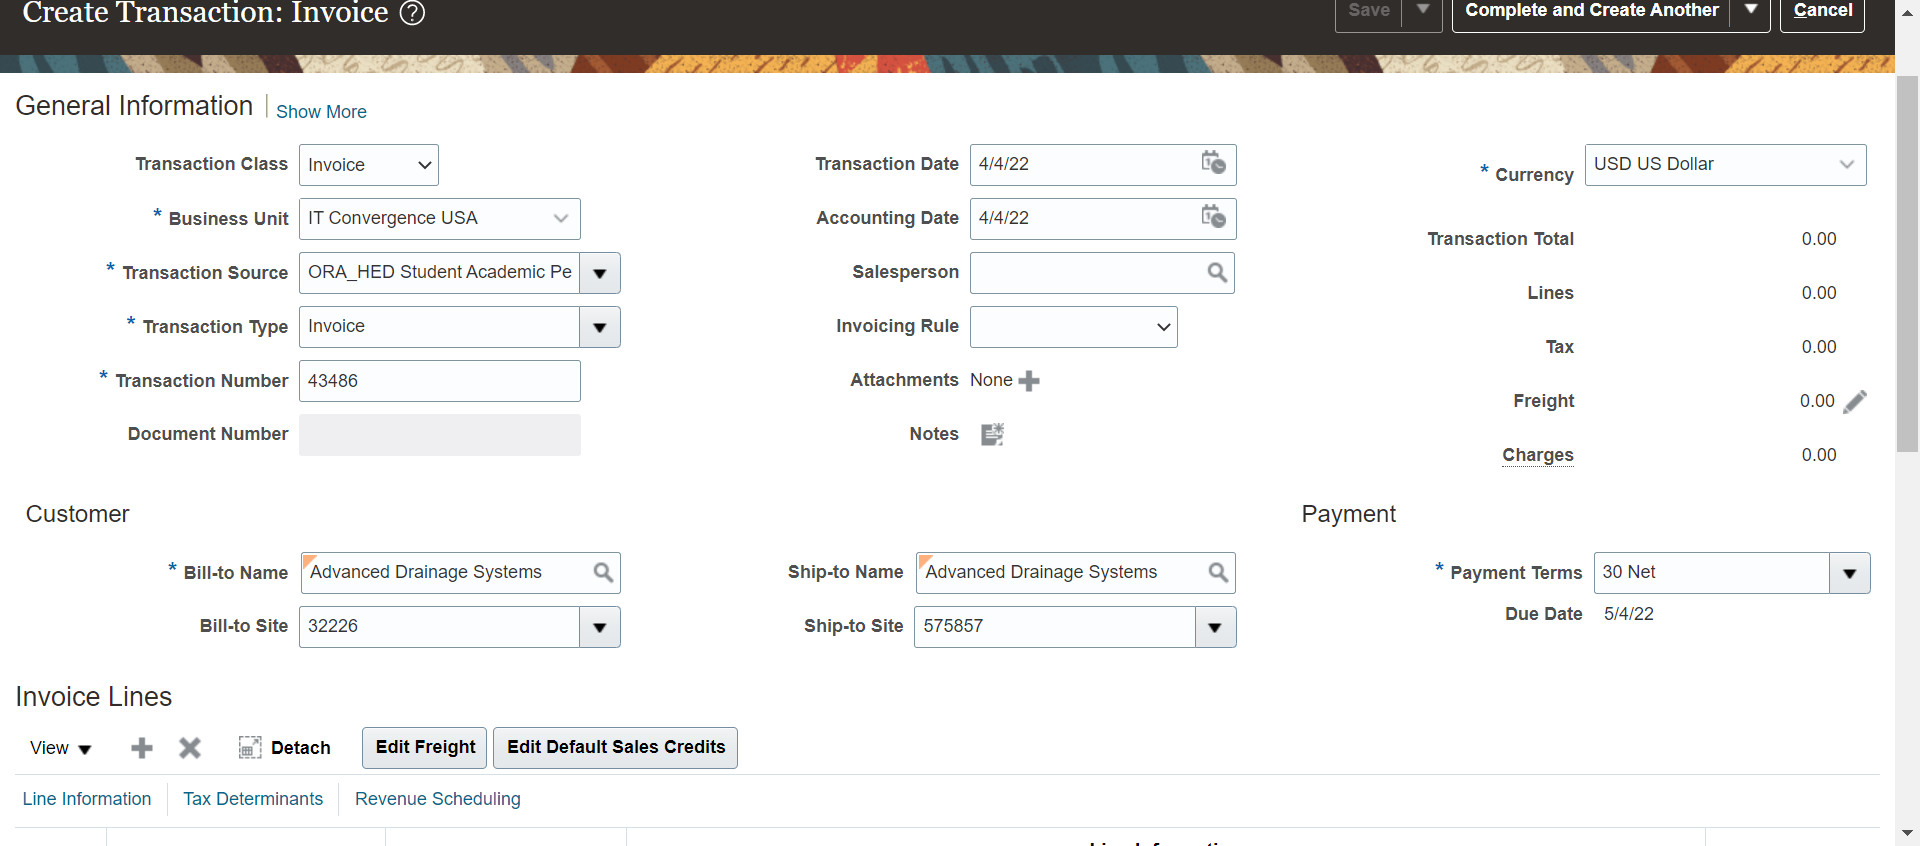 Create Transaction: Invoice ?
Save Complete and Create Another Cancel
General Information Show More
Transaction Class Invoice
* Business Unit IT Convergence USA
* Transaction Source ORA_HED Student Academic Pe
* Transaction Type Invoice
* Transaction Number 43486
Document Number
Transaction Date 4/4/22
Accounting Date 4/4/22
Salesperson
Invoicing Rule
Attachments None
Notes
* Currency USD US Dollar
Transaction Total 0.00
Lines 0.00
Tax 0.00
Freight 0.00
Charges 0.00
Customer
* Bill-to Name Advanced Drainage Systems
Bill-to Site 32226
Ship-to Name Advanced Drainage Systems
Ship-to Site 575857
Payment
* Payment Terms 30 Net
Due Date 5/4/22
Invoice Lines
View Detach Edit Freight Edit Default Sales Credits
Line Information Tax Determinants Revenue Scheduling